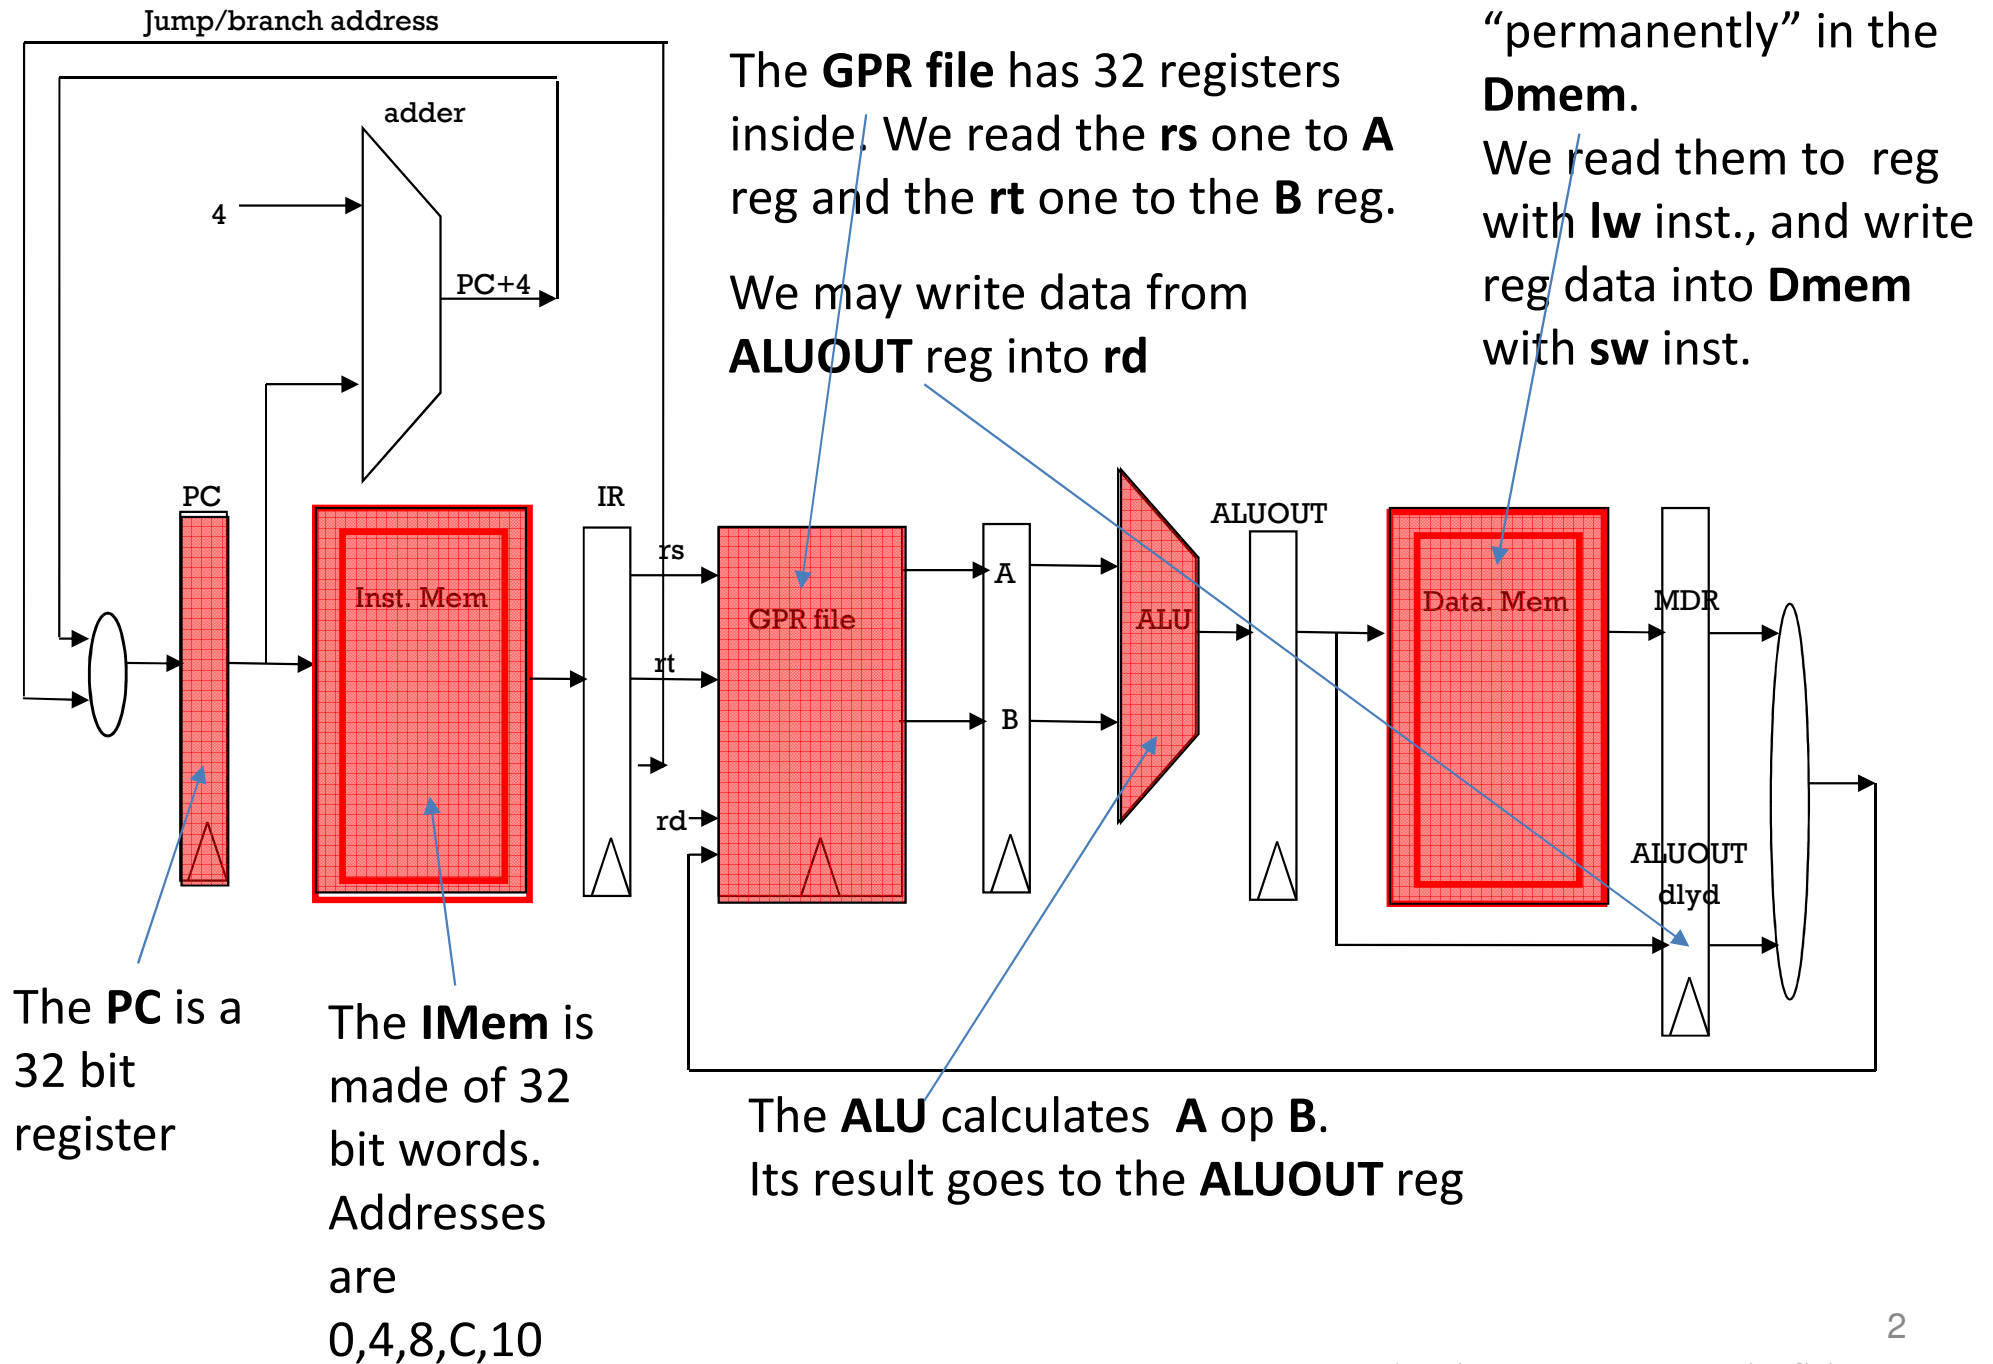 Jump/branch address
adder
4
PC+4
The GPR file has 32 registers
inside. We read the rs one to A
reg and the rt one to the B reg.
We may write data from
ALUOUT reg into rd
“permanently” in the
Dmem.
We read them to reg
with lw inst., and write
reg data into Dmem
with sw inst.
PC
Inst. Mem
IR
rs
rt
rd
GPR file
A
B
ALU
ALUOUT
Data. Mem
MDR
ALUOUT
dlyd
The PC is a
32 bit
register
The IMem is
made of 32
bit words.
Addresses
are
0,4,8,C,10
The ALU calculates A op B.
Its result goes to the ALUOUT reg
2